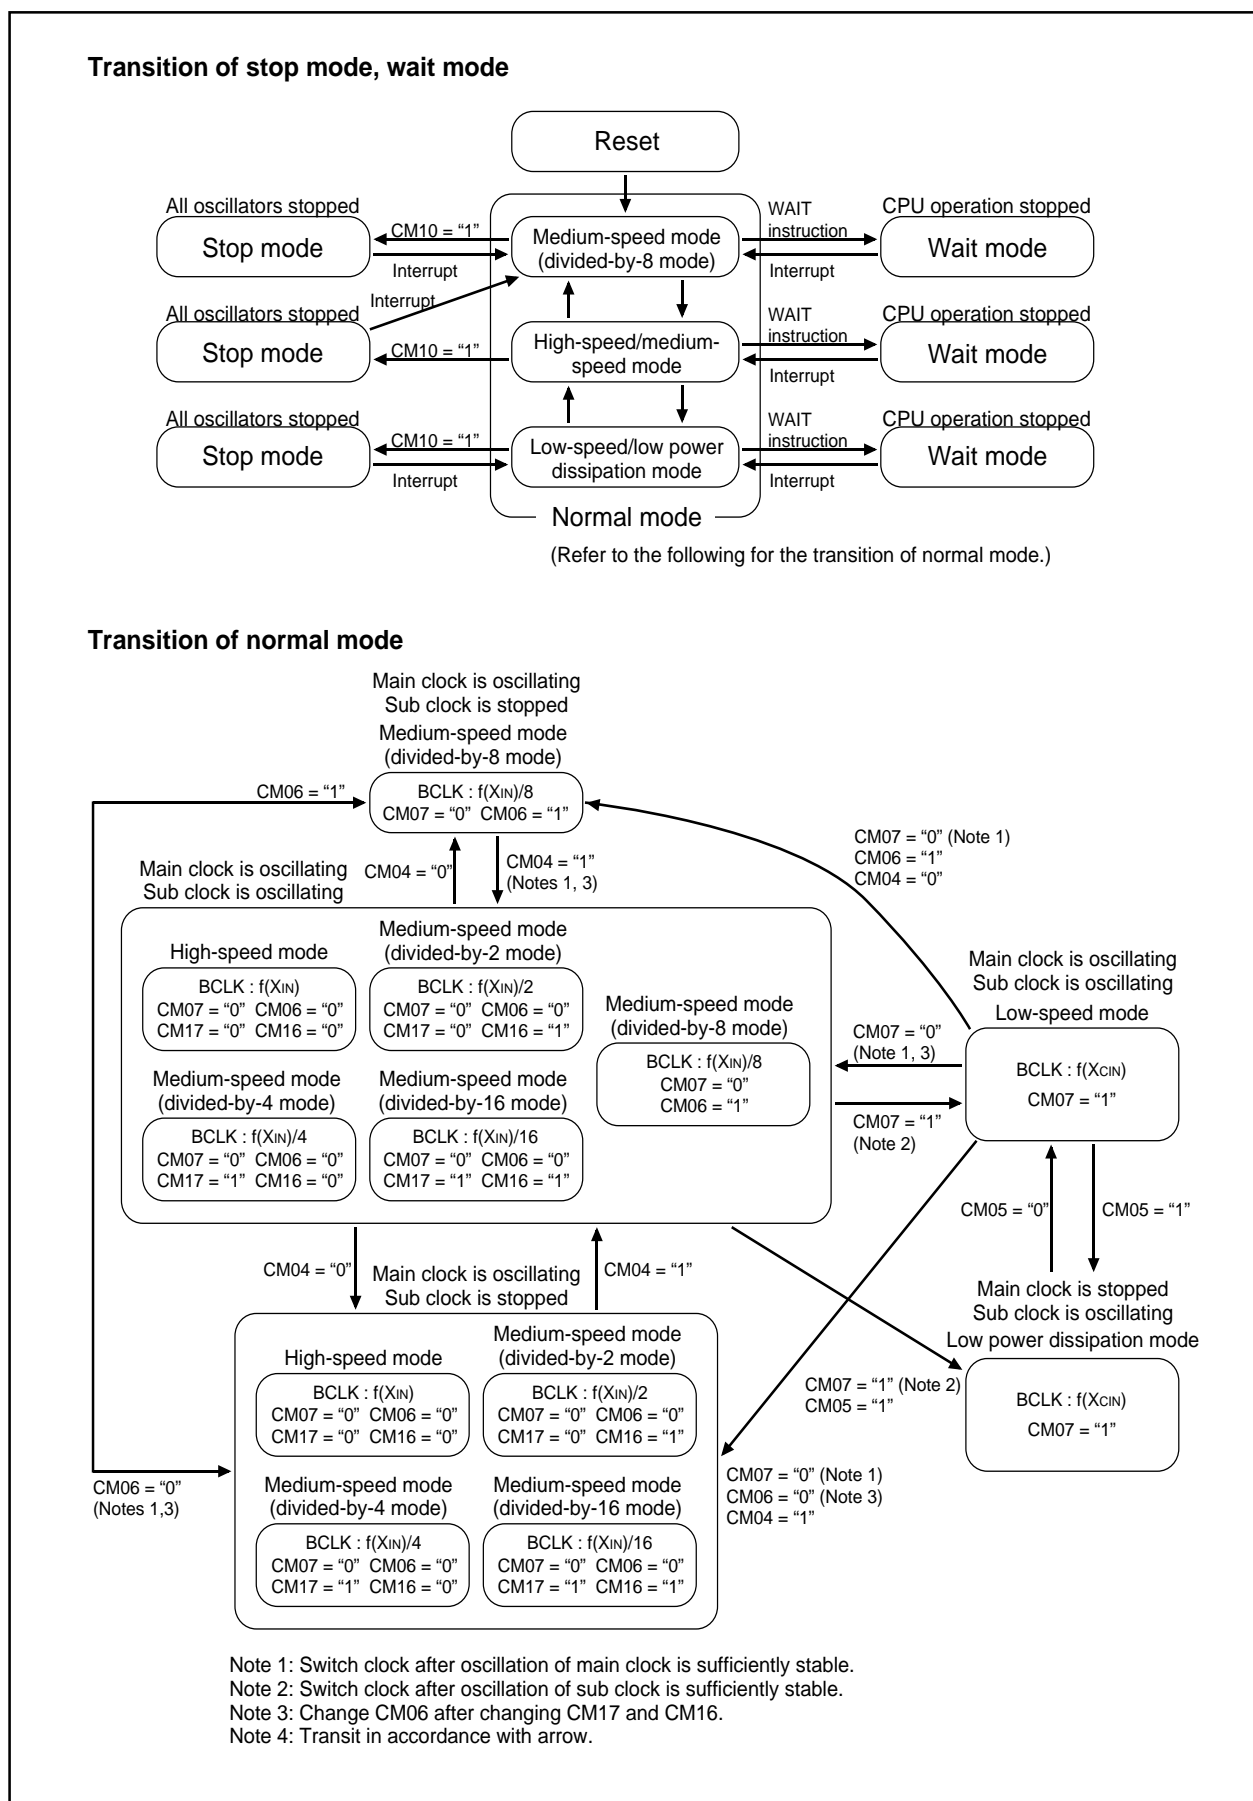 Transition of stop mode, wait mode
Reset
All oscillators stopped
Stop mode
CM10 = “1”
Interrupt
Medium-speed mode
(divided-by-8 mode)
WAIT
instruction
Interrupt
CPU operation stopped
Wait mode
Interrupt
All oscillators stopped
Stop mode
CM10 = “1”
High-speed/medium-
speed mode
WAIT
instruction
Interrupt
CPU operation stopped
Wait mode
All oscillators stopped
Stop mode
CM10 = “1”
Interrupt
Low-speed/low power
dissipation mode
WAIT
instruction
Interrupt
CPU operation stopped
Wait mode
Normal mode
(Refer to the following for the transition of normal mode.)
Transition of normal mode
Main clock is oscillating
Sub clock is stopped
Medium-speed mode
(divided-by-8 mode)
CM06 = “1”
BCLK : f(XIN)/8
CM07 = “0” CM06 = “1”
CM07 = “0” (Note 1)
CM06 = “1”
CM04 = “0”
Main clock is oscillating
Sub clock is oscillating
CM04 = “0”
CM04 = “1”
(Notes 1, 3)
High-speed mode
BCLK : f(XIN)
CM07 = “0” CM06 = “0”
CM17 = “0” CM16 = “0”
Medium-speed mode
(divided-by-2 mode)
BCLK : f(XIN)/2
CM07 = “0” CM06 = “0”
CM17 = “0” CM16 = “1”
Medium-speed mode
(divided-by-8 mode)
BCLK : f(XIN)/8
CM07 = “0”
CM06 = “1”
Medium-speed mode
(divided-by-4 mode)
BCLK : f(XIN)/4
CM07 = “0” CM06 = “0”
CM17 = “1” CM16 = “0”
Medium-speed mode
(divided-by-16 mode)
BCLK : f(XIN)/16
CM07 = “0” CM06 = “0”
CM17 = “1” CM16 = “1”
CM07 = “0”
(Note 1, 3)
CM07 = “1”
(Note 2)
Main clock is oscillating
Sub clock is oscillating
Low-speed mode
BCLK : f(XCIN)
CM07 = “1”
CM05 = “0”
CM05 = “1”
Main clock is stopped
Sub clock is oscillating
Low power dissipation mode
BCLK : f(XCIN)
CM07 = “1”
CM04 = “0”
Main clock is oscillating
Sub clock is stopped
CM04 = “1”
High-speed mode
BCLK : f(XIN)
CM07 = “0” CM06 = “0”
CM17 = “0” CM16 = “0”
Medium-speed mode
(divided-by-2 mode)
BCLK : f(XIN)/2
CM07 = “0” CM06 = “0”
CM17 = “0” CM16 = “1”
CM07 = “1” (Note 2)
CM05 = “1”
CM06 = “0”
(Notes 1,3)
Medium-speed mode
(divided-by-4 mode)
BCLK : f(XIN)/4
CM07 = “0” CM06 = “0”
CM17 = “1” CM16 = “0”
Medium-speed mode
(divided-by-16 mode)
BCLK : f(XIN)/16
CM07 = “0” CM06 = “0”
CM17 = “1” CM16 = “1”
CM07 = “0” (Note 1)
CM06 = “0” (Note 3)
CM04 = “1”
Note 1: Switch clock after oscillation of main clock is sufficiently stable.
Note 2: Switch clock after oscillation of sub clock is sufficiently stable.
Note 3: Change CM06 after changing CM17 and CM16.
Note 4: Transit in accordance with arrow.